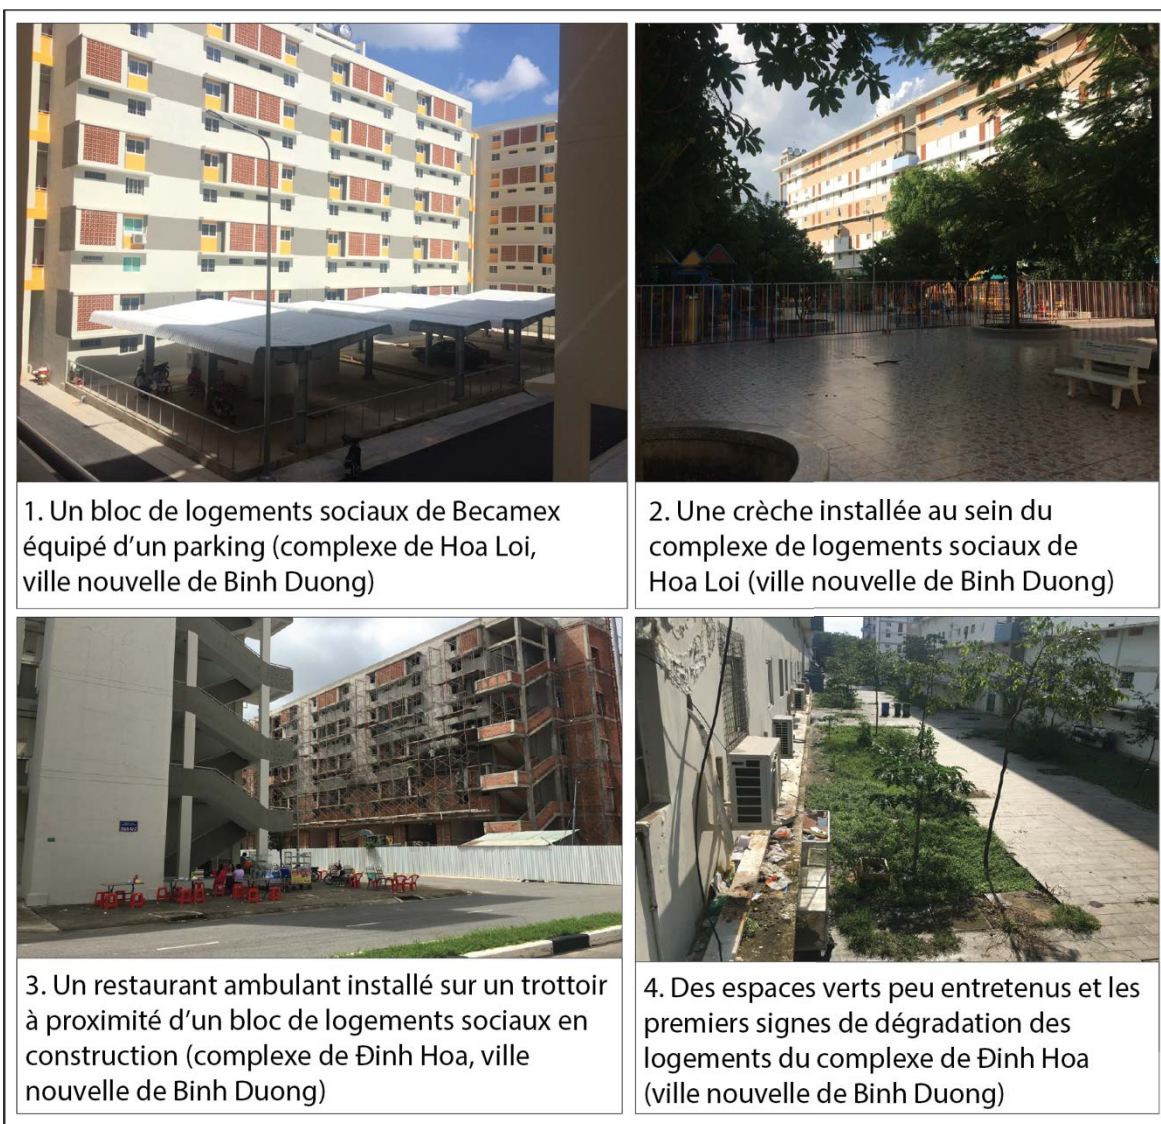 1. Un bloc de logements sociaux de Becamex
équipé d’un parking (complexe de Hoa Loi,
ville nouvelle de Binh Duong)
2. Une crèche installée au sein du
complexe de logements sociaux de
Hoa Loi (ville nouvelle de Binh Duong)
3. Un restaurant ambulant installé sur un trottoir
à proximité d’un bloc de logements sociaux en
construction (complexe de Đinh Hoa, ville
nouvelle de Binh Duong)
4. Des espaces verts peu entretenus et les
premiers signes de dégradation des
logements du complexe de Đinh Hoa
(ville nouvelle de Binh Duong)